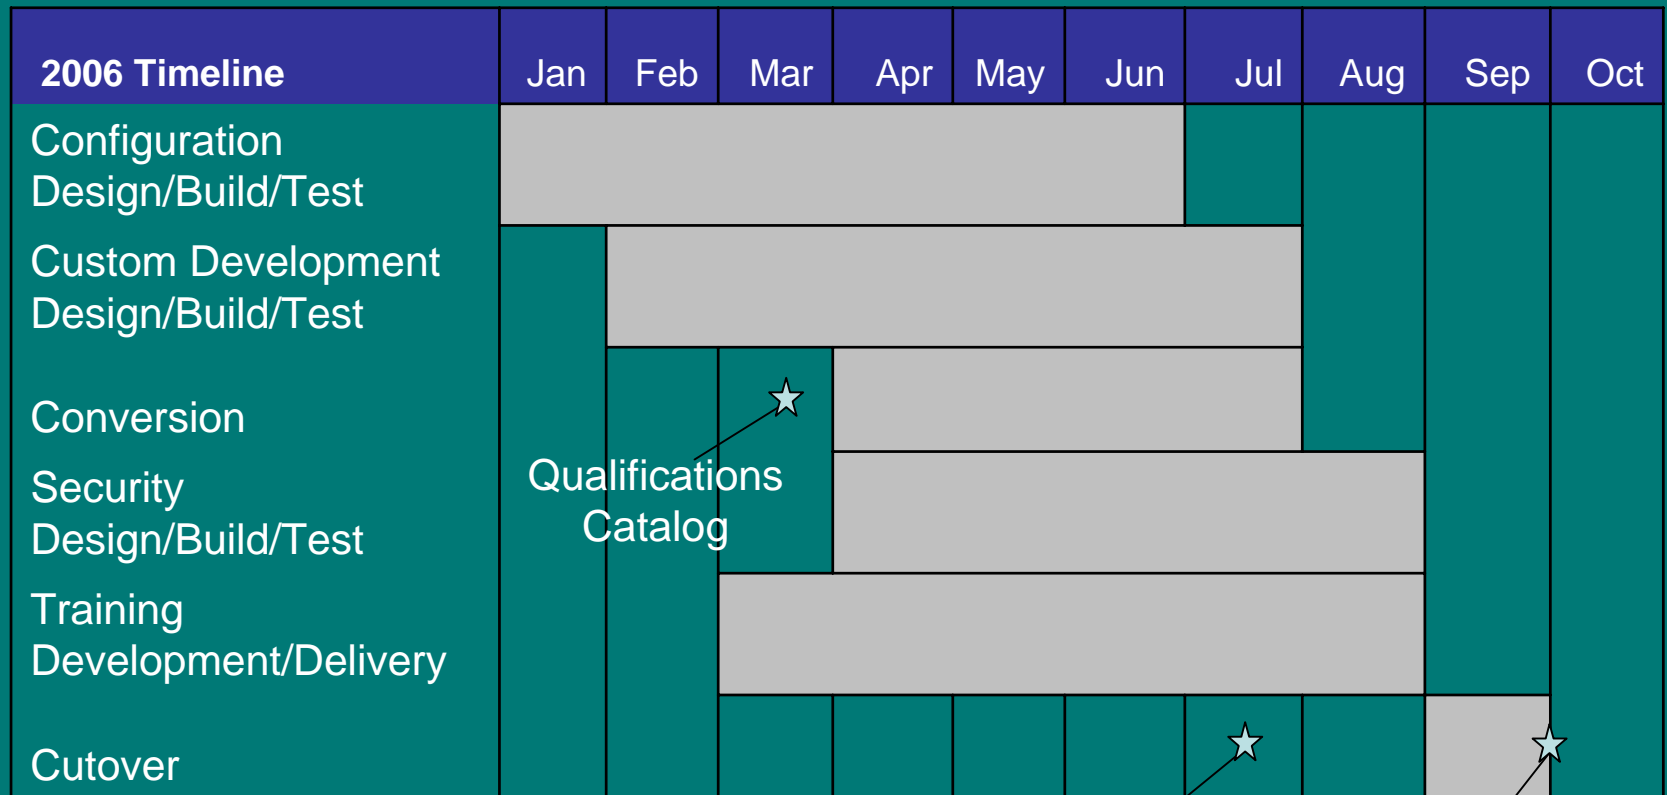 2006 Timeline Jan Feb Mar Apr May Jun Jul Aug Sep Oct
Configuration
Design/Build/Test
Custom Development
Design/Build/Test
Conversion
Qualifications
Catalog
Security
Design/Build/Test
Training
Development/Delivery
Cutover